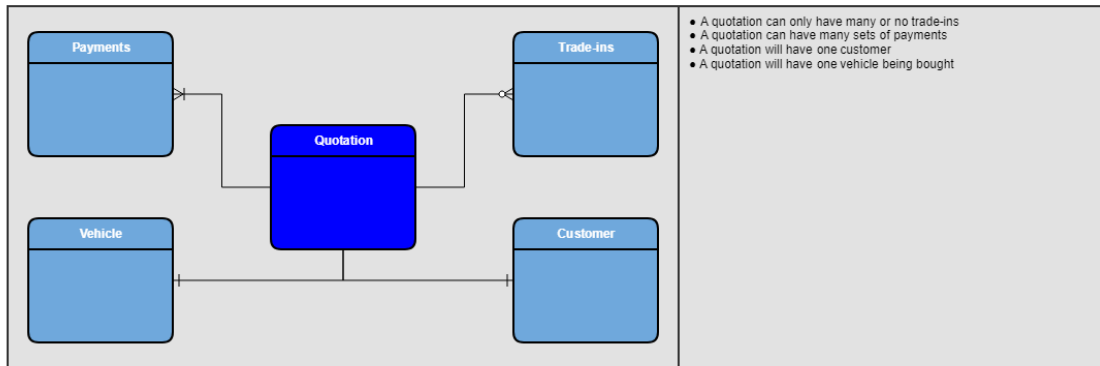 Payments
Trade-ins
Quotation
Vehicle
Customer
● A quotation can only have many or no trade-ins
● A quotation can have many sets of payments
● A quotation will have one customer
● A quotation will have one vehicle being bought